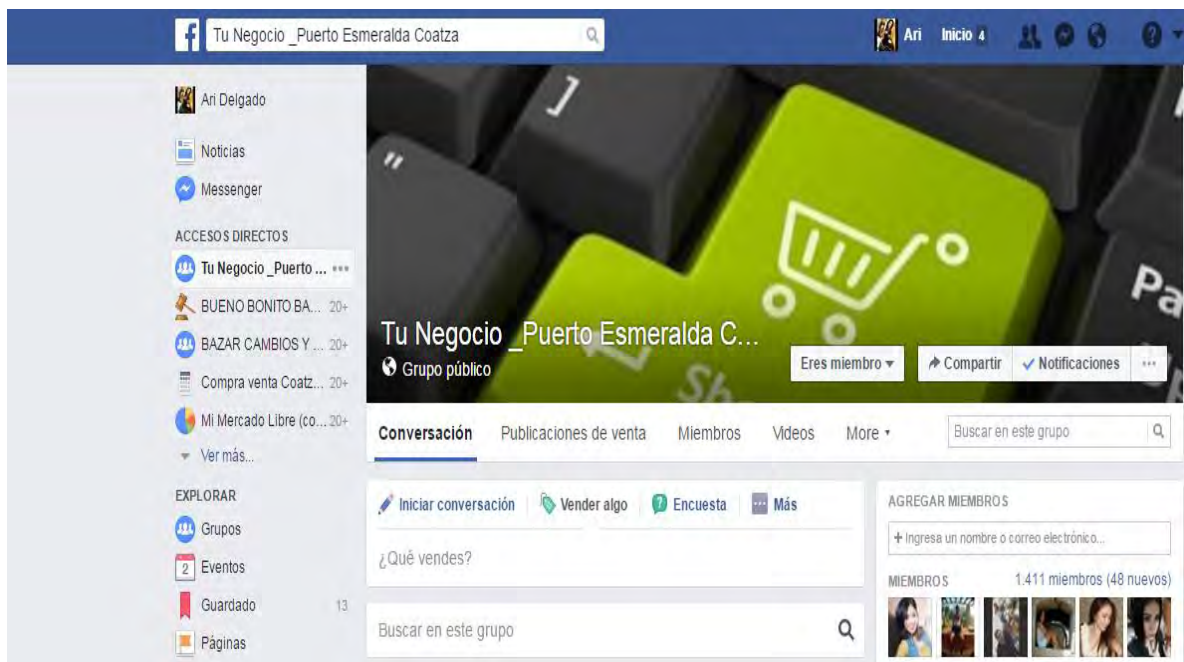 f
Tu Negocio _Puerto Esmeralda Coatza
Ari Inicio 4
Ari Delgado
Noticias
Messenger
ACCESOS DIRECTOS
Tu Negocio _Puerto ...
BUENO BONITO BA... 20+
BAZAR CAMBIOS Y ... 20+
Compra venta Coatz... 20+
Mi Mercado Libre (co... 20+
Ver más...
EXPLORAR
Grupos
2 Eventos
Guardado 13
Páginas
]
"
Pa
Sh
Tu Negocio _Puerto Esmeralda C...
Grupo público
Eres miembro
Compartir
Notificaciones
Conversación Publicaciones de venta Miembros Videos More
Buscar en este grupo
Iniciar conversación Vender algo Encuesta Más
¿Qué vendes?
Buscar en este grupo
AGREGAR MIEMBROS
+ Ingresa un nombre o correo electrónico...
MIEMBROS 1.411 miembros (48 nuevos)